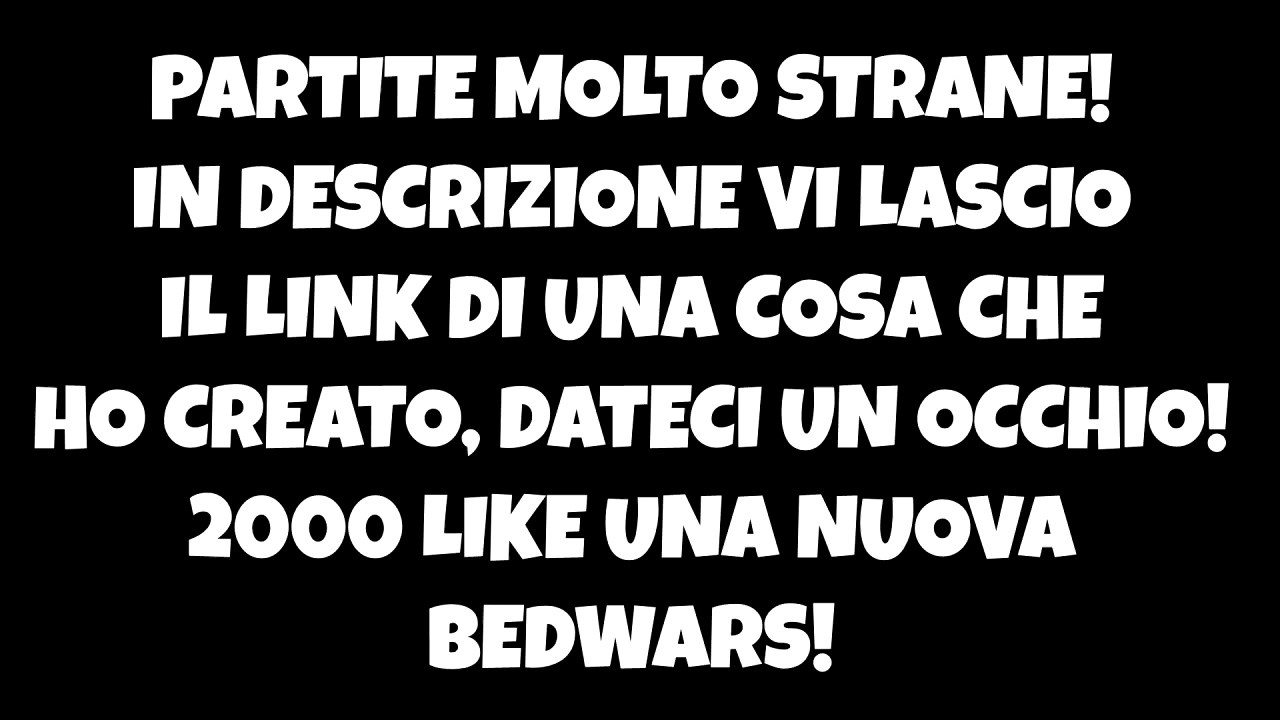 PARTITE MOLTO STRANE!
IN DESCRIZIONE VI LASCIO
IL LINK DI UNA COSA CHE
HO CREATO, DATECI UN OCCHIO!
2000 LIKE UNA NUOVA
BEDWARS!